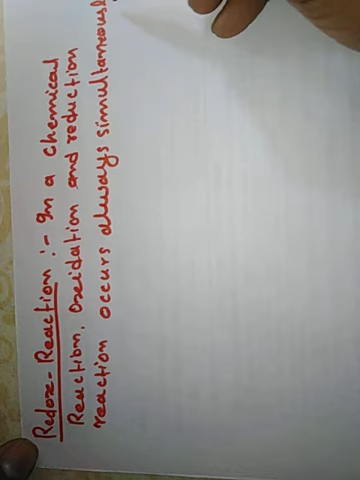 Redox-Reaction :- In a chemical
Reaction, Oxidation and reduction
reaction occurs always simultaneously